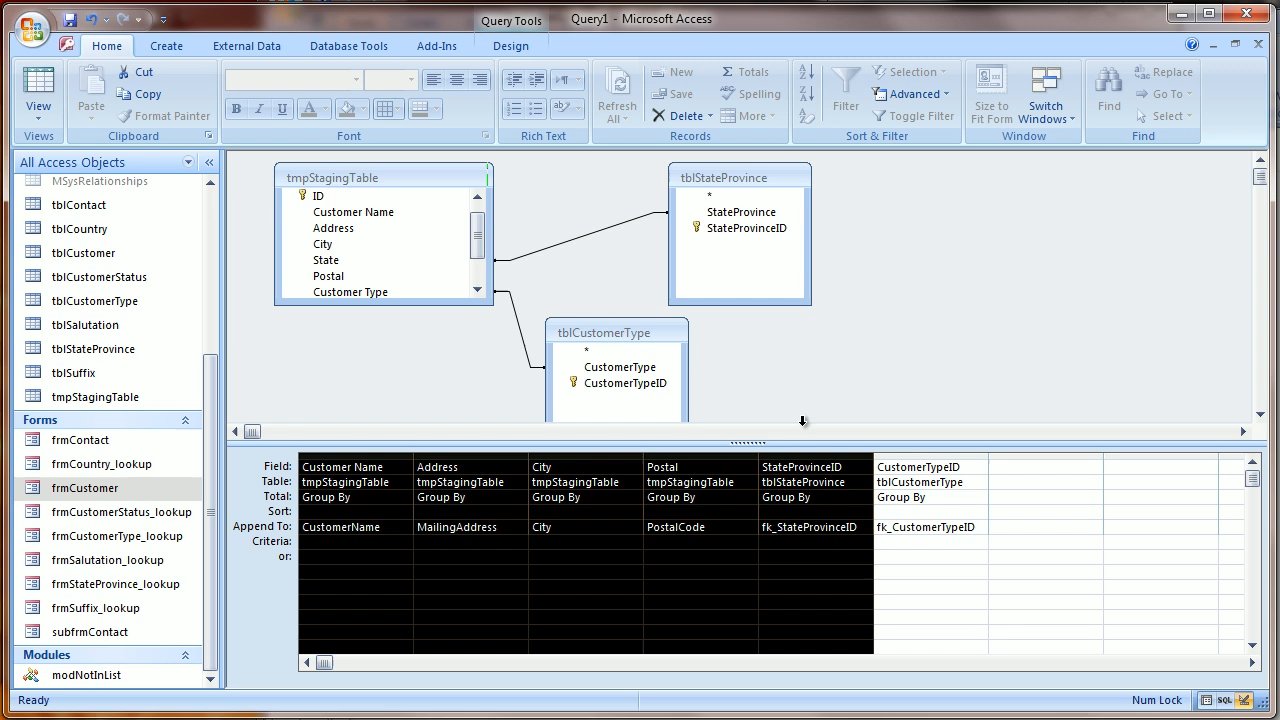 Query Tools
Query1 - Microsoft Access
Home Create External Data Database Tools Add-Ins Design
View
Views
Paste
Cut
Copy
Format Painter
Clipboard
B I U A
Font
Rich Text
Refresh All
New
Save
Delete
Totals
Spelling
More
Records
Filter
Selection
Advanced
Toggle Filter
Sort & Filter
Size to Fit Form
Switch Windows
Window
Find
Replace
Go To
Select
Find
All Access Objects
MSysRelationships
tblContact
tblCountry
tblCustomer
tblCustomerStatus
tblCustomerType
tblSalutation
tblStateProvince
tblSuffix
tmpStagingTable
Forms
frmContact
frmCountry_lookup
frmCustomer
frmCustomerStatus_lookup
frmCustomerType_lookup
frmSalutation_lookup
frmStateProvince_lookup
frmSuffix_lookup
subfrmContact
Modules
modNotInList
tmpStagingTable
ID
Customer Name
Address
City
State
Postal
Customer Type
tblStateProvince
*
StateProvince
StateProvinceID
tblCustomerType
*
CustomerType
CustomerTypeID
Field: Customer Name Address City Postal StateProvinceID CustomerTypeID
Table: tmpStagingTable tmpStagingTable tmpStagingTable tmpStagingTable tblStateProvince tblCustomerType
Total: Group By Group By Group By Group By Group By Group By
Sort:
Append To: CustomerName MailingAddress City PostalCode fk_StateProvinceID fk_CustomerTypeID
Criteria:
or:
Ready
Num Lock
SQL